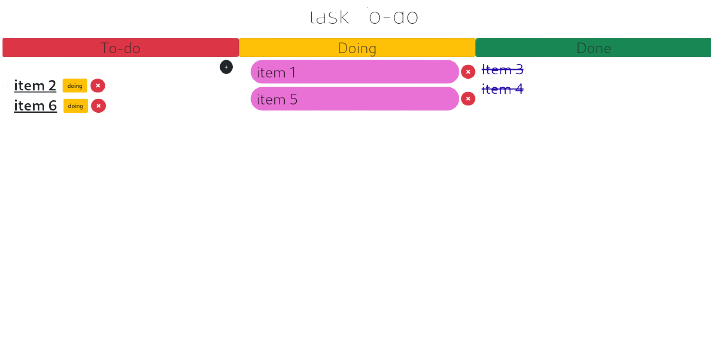 Task To-do
To-do
Doing
Done
+
item 2 doing ×
item 6 doing ×
item 1 ×
item 5 ×
item 3
item 4